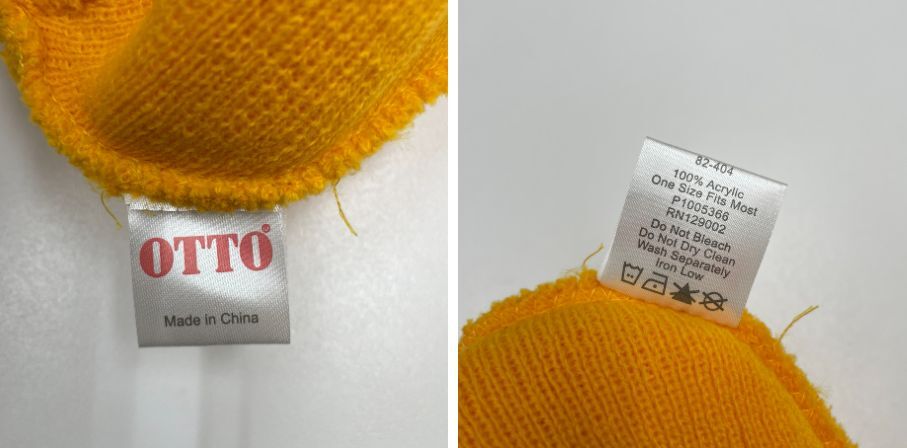 OTTO®
Made in China
82-404
100% Acrylic
One Size Fits Most
P1005366
RN129002
Do Not Bleach
Do Not Dry Clean
Wash Separately
Iron Low